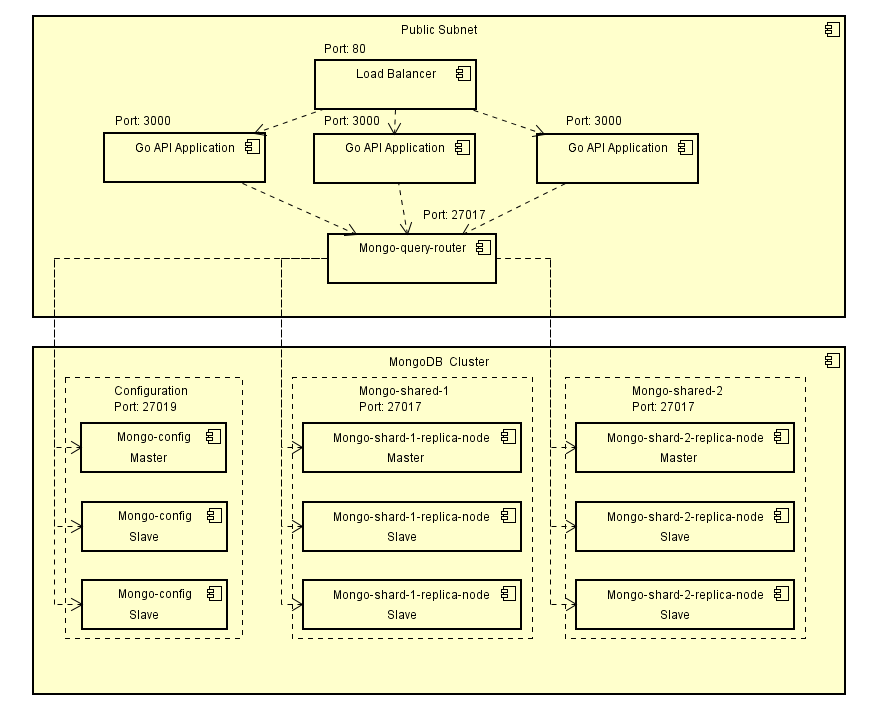 Public Subnet
Port: 80
Load Balancer
Port: 3000
Port: 3000
Port: 3000
Go API Application
Go API Application
Go API Application
Port: 27017
Mongo-query-router
MongoDB  Cluster
Configuration
Port: 27019
Mongo-config
Master
Mongo-config
Slave
Mongo-config
Slave
Mongo-shared-1
Port: 27017
Mongo-shard-1-replica-node
Master
Mongo-shard-1-replica-node
Slave
Mongo-shard-1-replica-node
Slave
Mongo-shared-2
Port: 27017
Mongo-shard-2-replica-node
Master
Mongo-shard-2-replica-node
Slave
Mongo-shard-2-replica-node
Slave